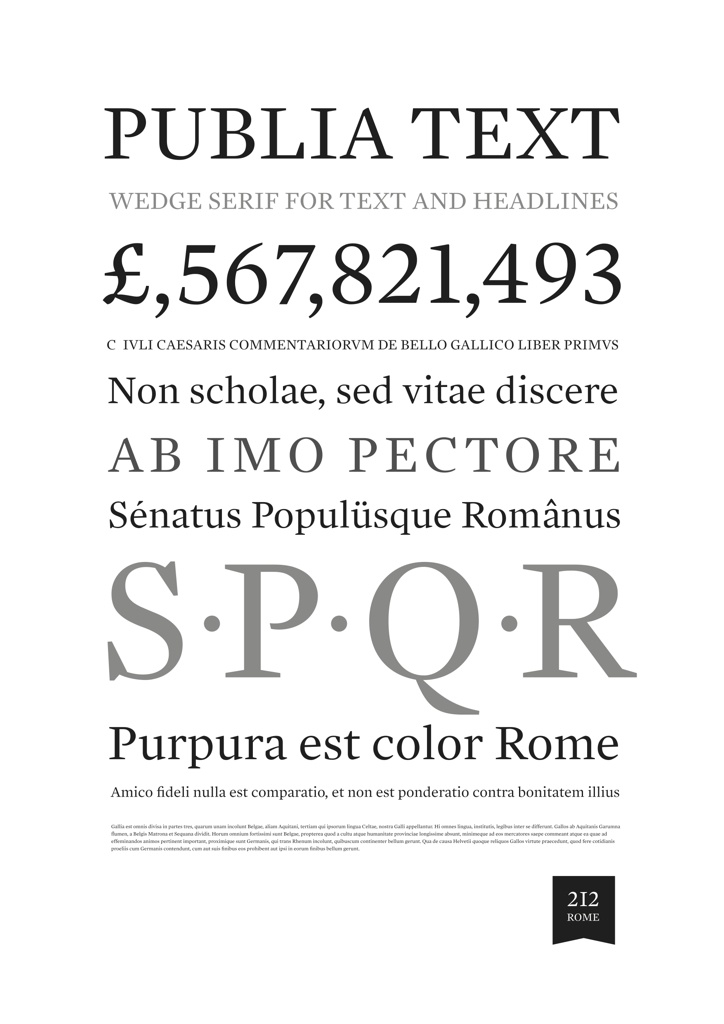 PUBLIA TEXT
WEDGE SERIF FOR TEXT AND HEADLINES
£,567,821,493
C IVLI CAESARIS COMMENTARIORVM DE BELLO GALLICO LIBER PRIMVS
Non scholae, sed vitae discere
AB IMO PECTORE
Sénatus Populüsque Românus
S·P·Q·R
Purpura est color Rome
Amico fideli nulla est comparatio, et non est ponderatio contra bonitatem illius
Gallia est omnis divisa in partes tres, quarum unam incolunt Belgae, aliam Aquitani, tertiam qui ipsorum lingua Celtae, nostra Galli appellantur. Hi omnes lingua, institutis, legibus inter se differunt. Gallos ab Aquitanis Garumna
flumen, a Belgis Matrona et Sequana dividit. Horum omnium fortissimi sunt Belgae, propterea quod a cultu atque humanitate provinciae longissime absunt, minimeque ad eos mercatores saepe commeant atque ea quae ad
effeminandos animos pertinent important, proximique sunt Germanis, qui trans Rhenum incolunt, quibuscum continenter bellum gerunt. Qua de causa Helvetii quoque reliquos Gallos virtute praecedunt, quod fere cotidianis
proeliis cum Germanis contendunt, cum aut suis finibus eos prohibent aut ipsi in eorum finibus bellum gerunt.
212
ROME